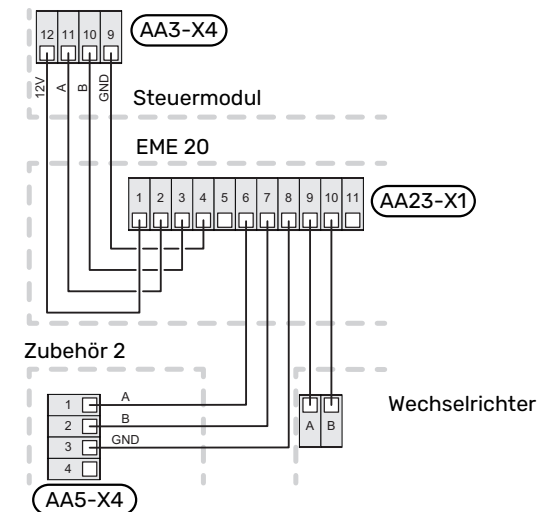 12 11 10 9
AA3-X4
12V A B GND
Steuermodul
EME 20
1 2 3 4 5 6 7 8 9 10 11
AA23-X1
Zubehör 2
1 A
2 B
3 GND
4
AA5-X4
A B
Wechselrichter